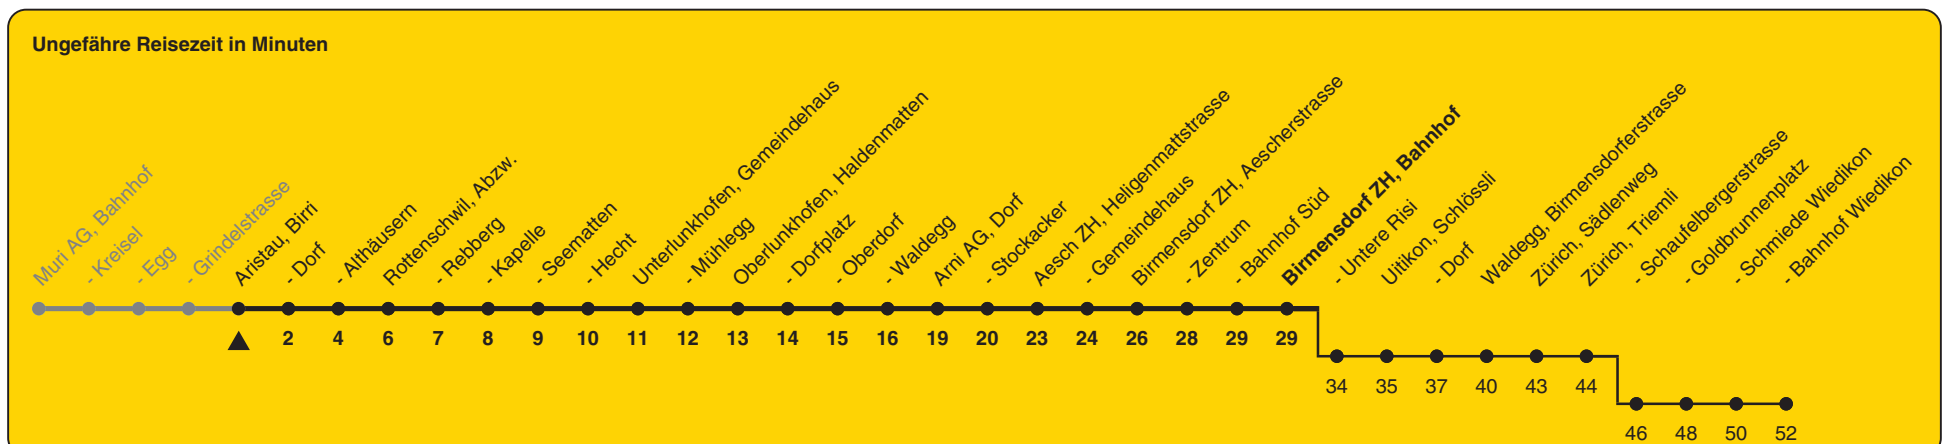 Ungefähre Reisezeit in Minuten
Muri AG, Bahnhof
- Kreisel
- Egg
- Grindelstrasse
Aristau, Birri
- Dorf
- Althäusern
Rottenschwil, Abzw.
- Rebberg
- Kapelle
- Seematten
- Hecht
Unterlunkhofen, Gemeindehaus
- Mühlegg
Oberlunkhofen, Haldenmatten
- Dorfplatz
- Oberdorf
- Waldegg
Arni AG, Dorf
- Stockacker
Aesch ZH, Heligenmattstrasse
- Gemeindehaus
Birmensdorf ZH, Aescherstrasse
- Zentrum
- Bahnhof Süd
Birmensdorf ZH, Bahnhof
- Untere Risi
Uitikon, Schlössli
- Dorf
Waldegg, Birmensdorferstrasse
Zürich, Sädlenweg
Zürich, Triemli
- Schaufelbergerstrasse
- Goldbrunnenplatz
- Schmiede Wiedikon
- Bahnhof Wiedikon
2 4 6 7 8 9 10 11 12 13 14 15 16 19 20 23 24 26 28 29 29
34 35 37 40 43 44
46 48 50 52